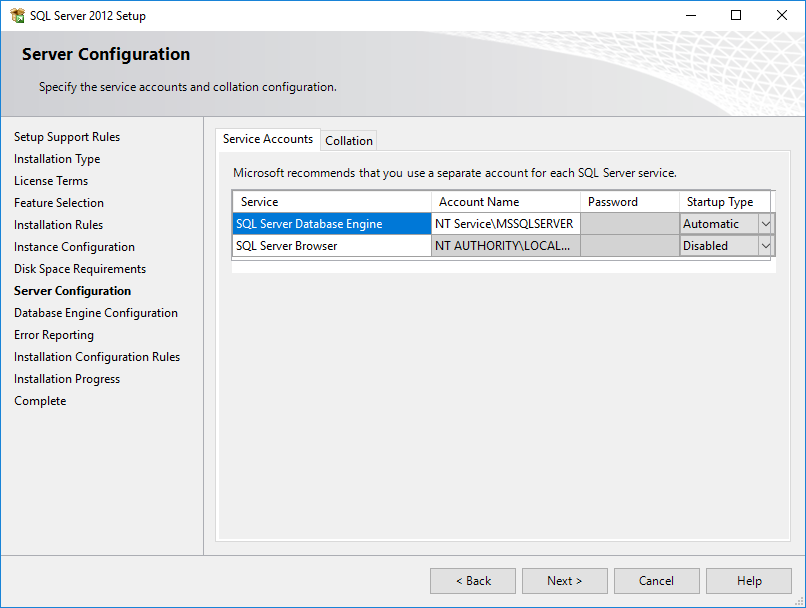 SQL Server 2012 Setup
Server Configuration
Specify the service accounts and collation configuration.
Setup Support Rules
Installation Type
License Terms
Feature Selection
Installation Rules
Instance Configuration
Disk Space Requirements
Server Configuration
Database Engine Configuration
Error Reporting
Installation Configuration Rules
Installation Progress
Complete
Service Accounts Collation
Microsoft recommends that you use a separate account for each SQL Server service.
Service Account Name Password Startup Type
SQL Server Database Engine NT Service\MSSQLSERVER Automatic
SQL Server Browser NT AUTHORITY\LOCAL... Disabled
< Back Next > Cancel Help